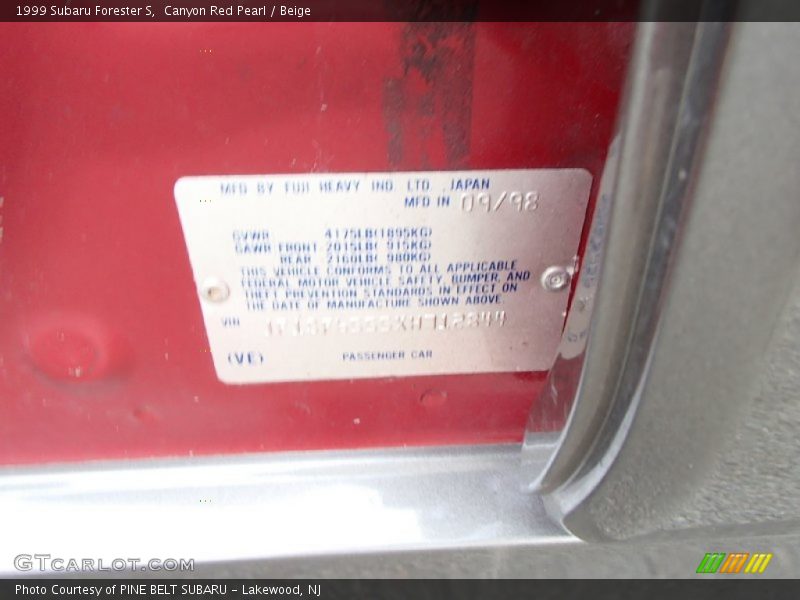 1999 Subaru Forester S, Canyon Red Pearl / Beige
MFD BY FUJI HEAVY IND. LTD. JAPAN
MFD IN 09/98
GVWR 4175LB(1895KG)
GAWR FRONT 2015LB( 915KG)
REAR 2160LB( 980KG)
THIS VEHICLE CONFORMS TO ALL APPLICABLE
FEDERAL MOTOR VEHICLE SAFETY, BUMPER, AND
THEFT PREVENTION STANDARDS IN EFFECT ON
THE DATE OF MANUFACTURE SHOWN ABOVE.
VIN
(VE) PASSENGER CAR
GTCARLOT.COM
Photo Courtesy of PINE BELT SUBARU - Lakewood, NJ